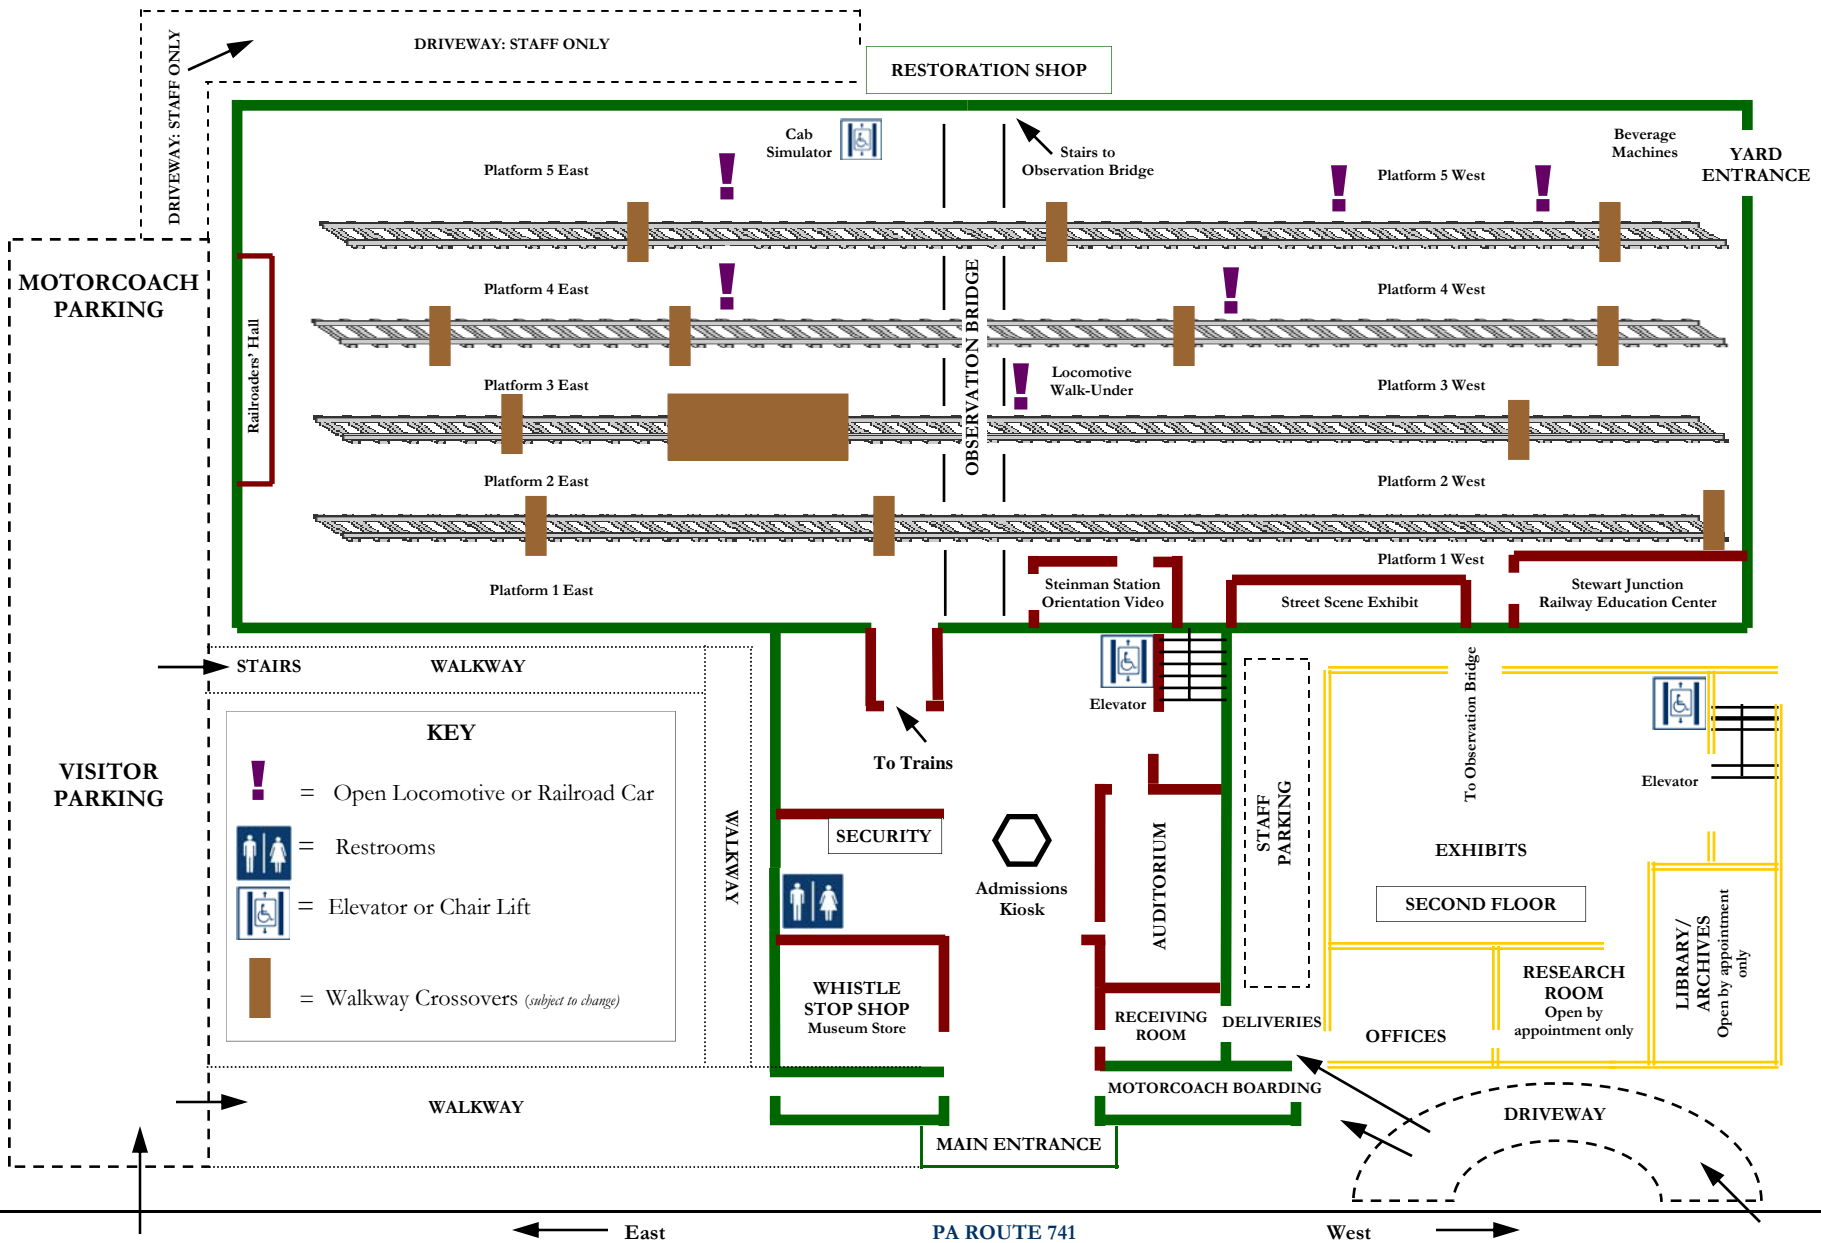 DRIVEWAY: STAFF ONLY
DRIVEWAY: STAFF ONLY
RESTORATION SHOP
Cab
Simulator
Stairs to
Observation Bridge
Beverage
Machines
YARD
ENTRANCE
Platform 5 East
Platform 5 West
MOTORCOACH
PARKING
Platform 4 East
Platform 4 West
OBSERVATION BRIDGE
Railroaders' Hall
Platform 3 East
Locomotive
Walk-Under
Platform 3 West
Platform 2 East
Platform 2 West
Platform 1 East
Platform 1 West
Steinman Station
Orientation Video
Street Scene Exhibit
Stewart Junction
Railway Education Center
STAIRS
WALKWAY
Elevator
To Trains
To Observation Bridge
Elevator
KEY
= Open Locomotive or Railroad Car
= Restrooms
= Elevator or Chair Lift
= Walkway Crossovers (subject to change)
VISITOR
PARKING
WALKWAY
SECURITY
Admissions
Kiosk
AUDITORIUM
STAFF
PARKING
EXHIBITS
SECOND FLOOR
WHISTLE
STOP SHOP
Museum Store
RECEIVING
ROOM
DELIVERIES
OFFICES
RESEARCH
ROOM
Open by
appointment only
LIBRARY/
ARCHIVES
Open by appointment
only
WALKWAY
MOTORCOACH BOARDING
MAIN ENTRANCE
DRIVEWAY
East
PA ROUTE 741
West